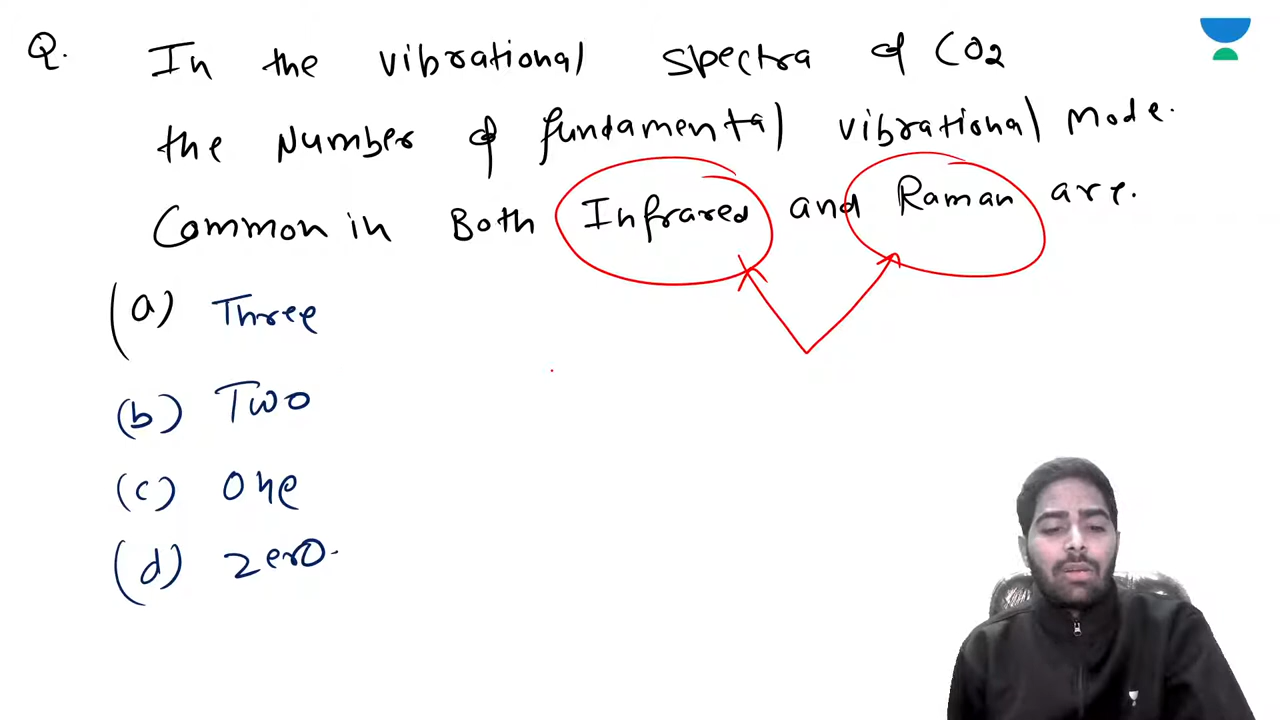 Q. In the vibrational spectra of CO2
the Number of fundamental vibrational mode.
Common in Both Infrared and Raman are.
(a) Three
(b) Two
(c) One
(d) Zero.